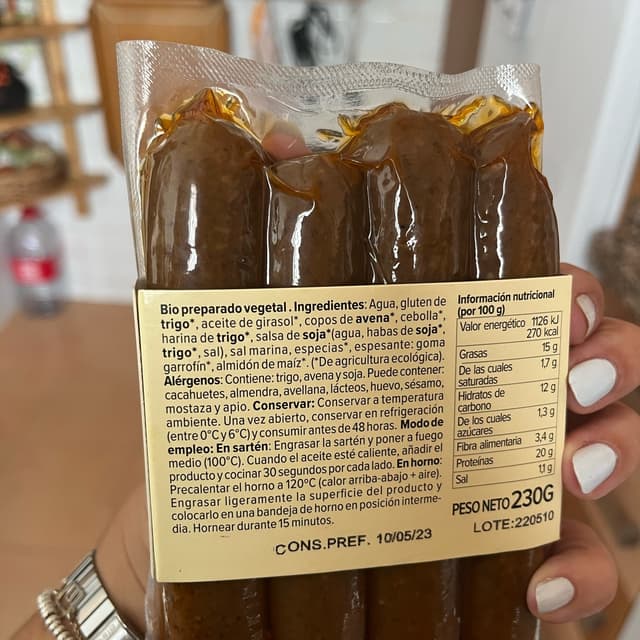 Bio preparado vegetal. Ingredientes: Agua, gluten de
trigo*, aceite de girasol*, copos de avena*, cebolla*,
harina de trigo*, salsa de soja*(agua, habas de soja*,
trigo*, sal), sal marina, especias*, espesante: goma
garrofín*, almidón de maíz*. (*De agricultura ecológica).
Alérgenos: Contiene: trigo, avena y soja. Puede contener:
cacahuetes, almendra, avellana, lácteos, huevo, sésamo,
mostaza y apio. Conservar: Conservar a temperatura
ambiente. Una vez abierto, conservar en refrigeración
(entre 0°C y 6°C) y consumir antes de 48 horas. Modo de
empleo: En sartén: Engrasar la sartén y poner a fuego
medio (100°C). Cuando el aceite esté caliente, añadir el
producto y cocinar 30 segundos por cada lado. En horno:
Precalentar el horno a 120°C (calor arriba-abajo + aire).
Engrasar ligeramente la superficie del producto y
colocarlo en una bandeja de horno en posición interme-
dia. Hornear durante 15 minutos.
CONS.PREF. 10/05/23
Información nutricional
(por 100 g)
Valor energético 1126 kJ
270 kcal
Grasas 15 g
De las cuales
saturadas 1,7 g
Hidratos de
carbono 12 g
De los cuales
azúcares 1,3 g
Fibra alimentaria 3,4 g
Proteínas 20 g
Sal 1,1 g
PESO NETO 230G
LOTE:220510